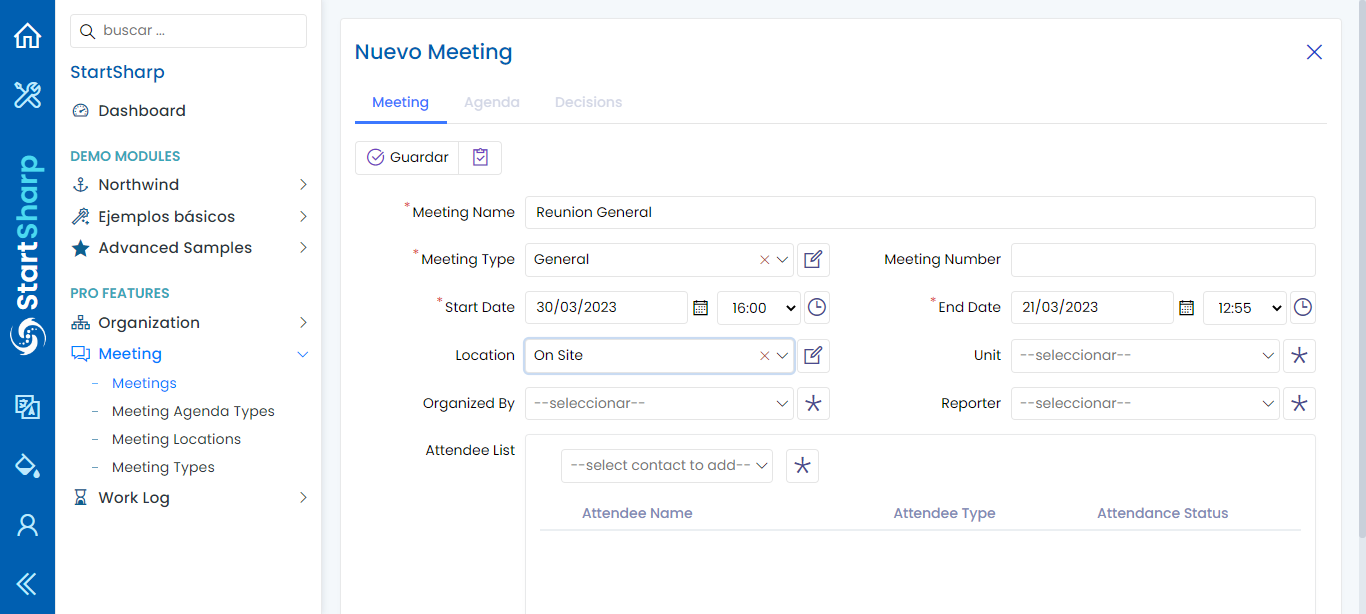 buscar ...
StartSharp
Dashboard
DEMO MODULES
Northwind
Ejemplos básicos
Advanced Samples
PRO FEATURES
Organization
Meeting
Meetings
Meeting Agenda Types
Meeting Locations
Meeting Types
Work Log
StartSharp
Nuevo Meeting
Meeting Agenda Decisions
Guardar
*Meeting Name Reunion General
*Meeting Type General Meeting Number
*Start Date 30/03/2023 16:00 *End Date 21/03/2023 12:55
Location On Site Unit --seleccionar--
Organized By --seleccionar-- Reporter --seleccionar--
Attendee List --select contact to add--
Attendee Name Attendee Type Attendance Status